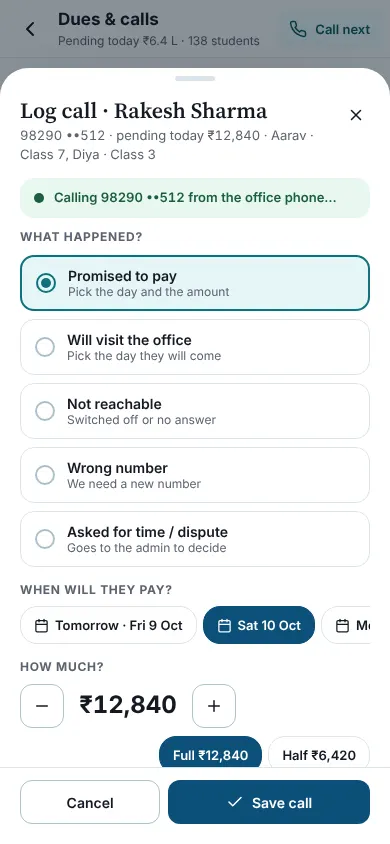 Dues & calls
Pending today ₹6.4 L · 138 students
Call next
Log call · Rakesh Sharma
98290 ••512 · pending today ₹12,840 · Aarav ·
Class 7, Diya · Class 3
Calling 98290 ••512 from the office phone…
WHAT HAPPENED?
Promised to pay
Pick the day and the amount
Will visit the office
Pick the day they will come
Not reachable
Switched off or no answer
Wrong number
We need a new number
Asked for time / dispute
Goes to the admin to decide
WHEN WILL THEY PAY?
Tomorrow · Fri 9 Oct
Sat 10 Oct
HOW MUCH?
− ₹12,840 +
Full ₹12,840
Half ₹6,420
Cancel
Save call